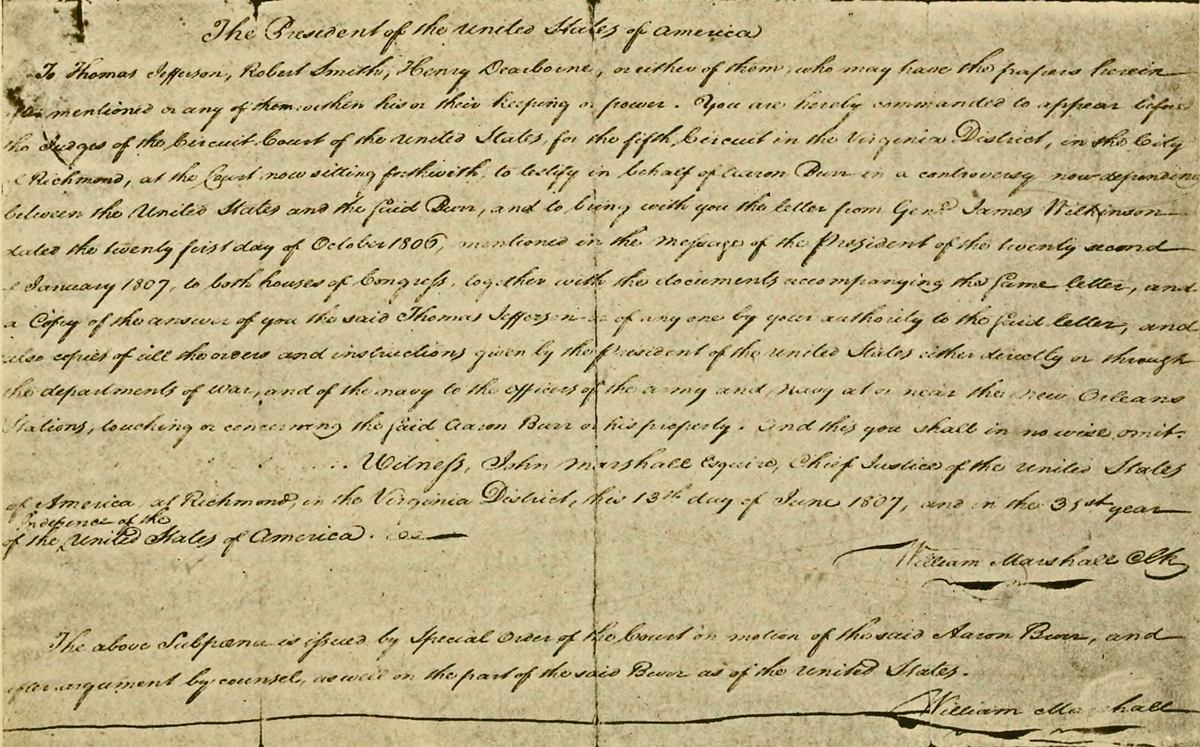 The President of the United States of America
To Thomas Jefferson, Robert Smith, Henry Dearborne, or either of them, who may have the papers herein
mentioned or any of them within his or their keeping or power. You are hereby commanded to appear before
the Judges of the Circuit Court of the United States, for the fifth Circuit in the Virginia District, in the City
of Richmond, at the Court now sitting forthwith, to testify in behalf of Aaron Burr in a controversy now depending
between the United States and the said Burr, and to bring with you the letter from Genl. James Wilkinson
dated the twenty first day of October 1806, mentioned in the message of the President of the twenty second
of January 1807, to both houses of Congress, together with the documents accompanying the same letter, and
a Copy of the answer of you the said Thomas Jefferson or of any one by your authority to the said letter, and
also copies of all the orders and instructions given by the President of the United States either directly or through
the departments of War, and of the navy to the officers of the army and navy at or near the New Orleans
Stations, touching or concerning the said Aaron Burr or his property. And this you shall in no wise omit.
Witness, John Marshall Esquire, Chief Justice of the United States
of America, at Richmond, in the Virginia District, this 13th day of June 1807, and in the 31st year
of the Indepence of the United States of America.
William Marshall Clk
The above Subpœna is issued by Special Order of the Court on motion of the said Aaron Burr, and
after argument by counsel, as well on the part of the said Burr as of the United States.
William Marshall